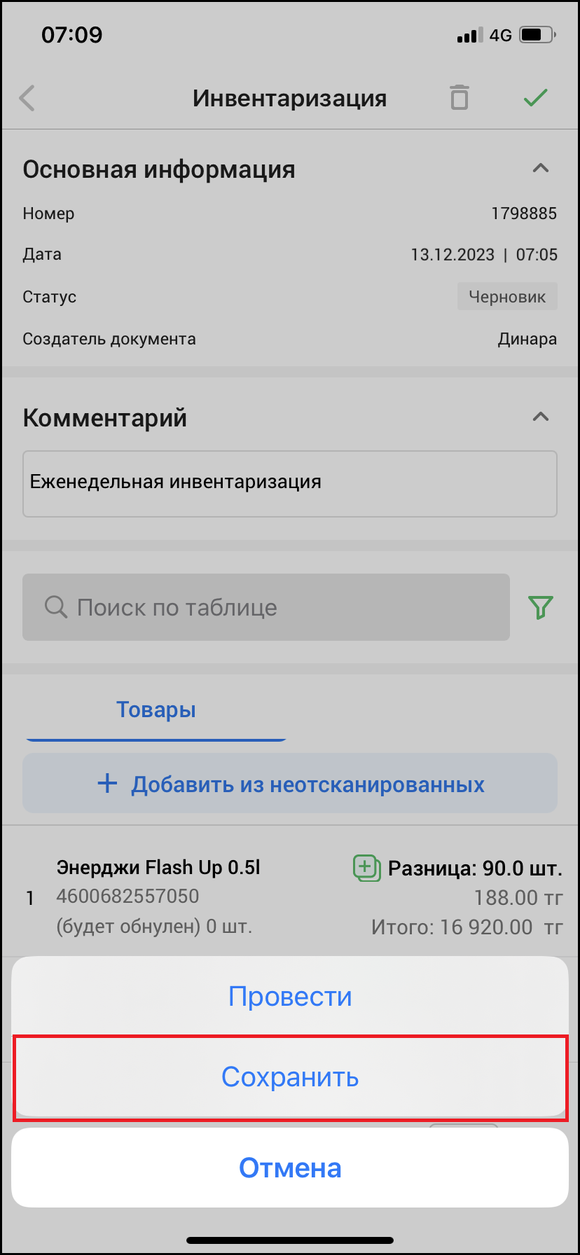 07:09 4G
Инвентаризация
Основная информация
Номер 1798885
Дата 13.12.2023 | 07:05
Статус Черновик
Создатель документа Динара
Комментарий
Еженедельная инвентаризация
Поиск по таблице
Товары
+ Добавить из неотсканированных
Энерджи Flash Up 0.5l Разница: 90.0 шт.
1 4600682557050 188.00 тг
(будет обнулен) 0 шт. Итого: 16 920.00 тг
Провести
Сохранить
Отмена